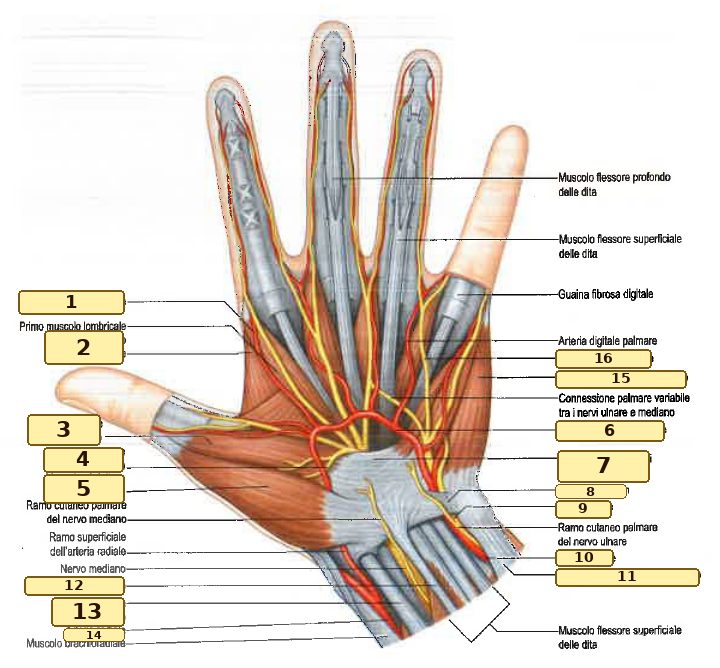 Muscolo flessore profondo
delle dita
Muscolo flessore superficiale
delle dita
Guaina fibrosa digitale
1
Primo muscolo lombricale
2
Arteria digitale palmare
16
15
Connessione palmare variabile
tra i nervi ulnare e mediano
3
6
4
7
5
8
Ramo cutaneo palmare
del nervo mediano
9
Ramo cutaneo palmare
del nervo ulnare
Ramo superficiale
dell'arteria radiale
10
Nervo mediano
11
12
13
14
Muscolo brachioradiale
Muscolo flessore superficiale
delle dita